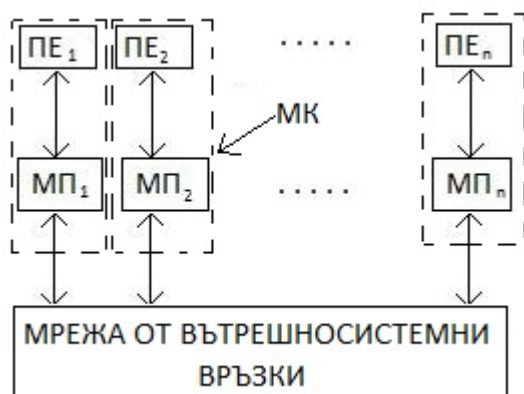 ПЕ₁ ПЕ₂ ..... ПЕₙ
МК
МП₁ МП₂ ..... МПₙ
МРЕЖА ОТ ВЪТРЕШНОСИСТЕМНИ
ВРЪЗКИ